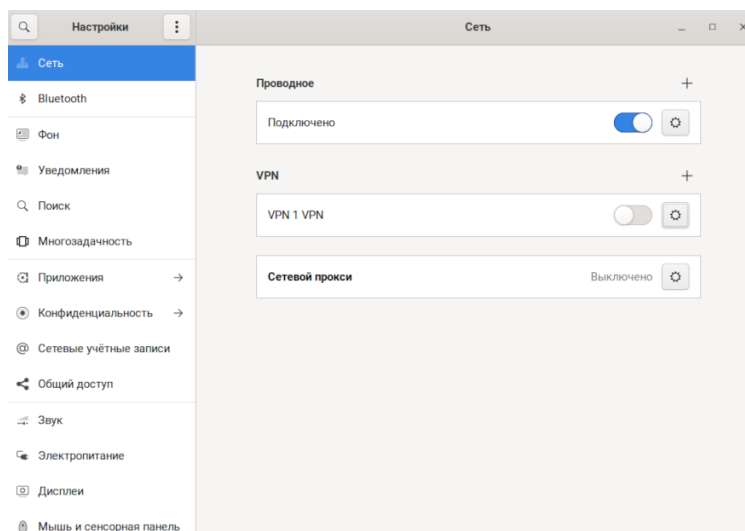 Настройки
Сеть
Сеть
Bluetooth
Фон
Уведомления
Поиск
Многозадачность
Приложения
Конфиденциальность
Сетевые учётные записи
Общий доступ
Звук
Электропитание
Дисплеи
Мышь и сенсорная панель
Проводное
Подключено
VPN
VPN 1 VPN
Сетевой прокси
Выключено